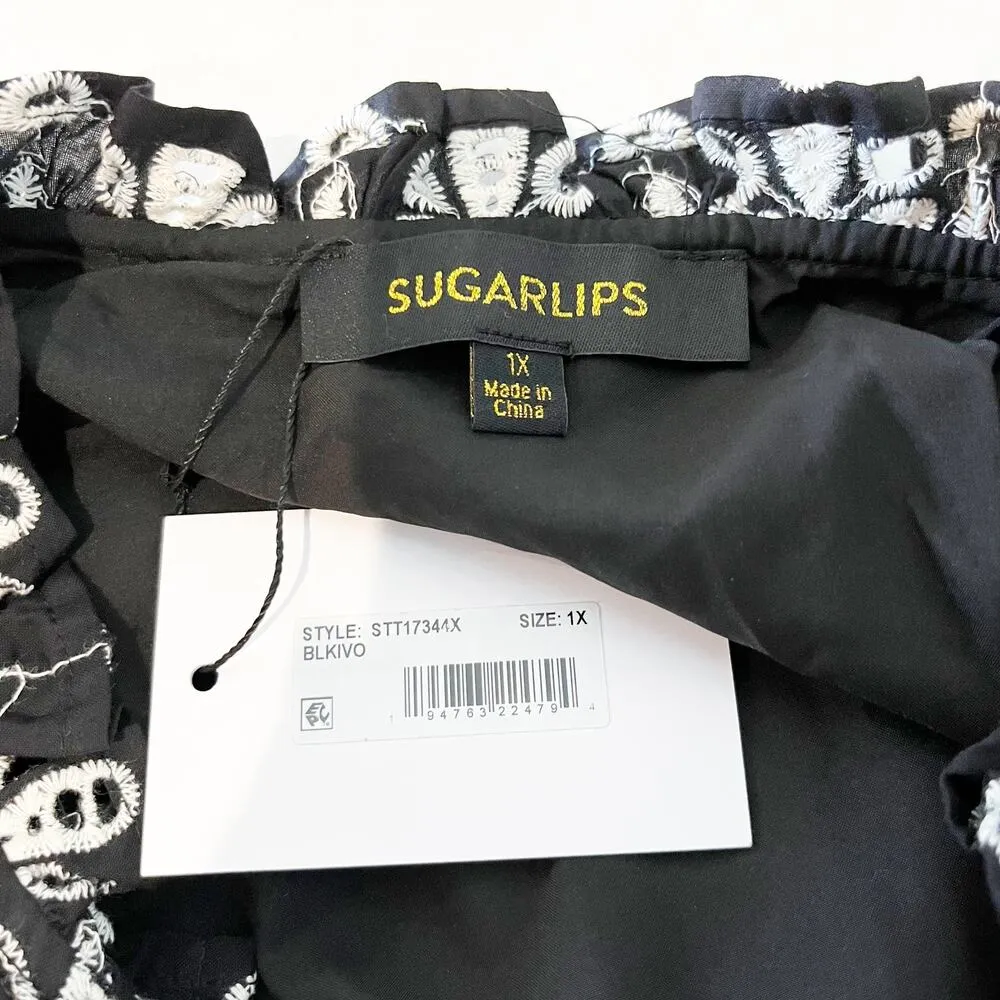 SUGARLIPS
1X
Made in
China
STYLE: STT17344X SIZE: 1X
BLKIVO
1 94763 22479 4